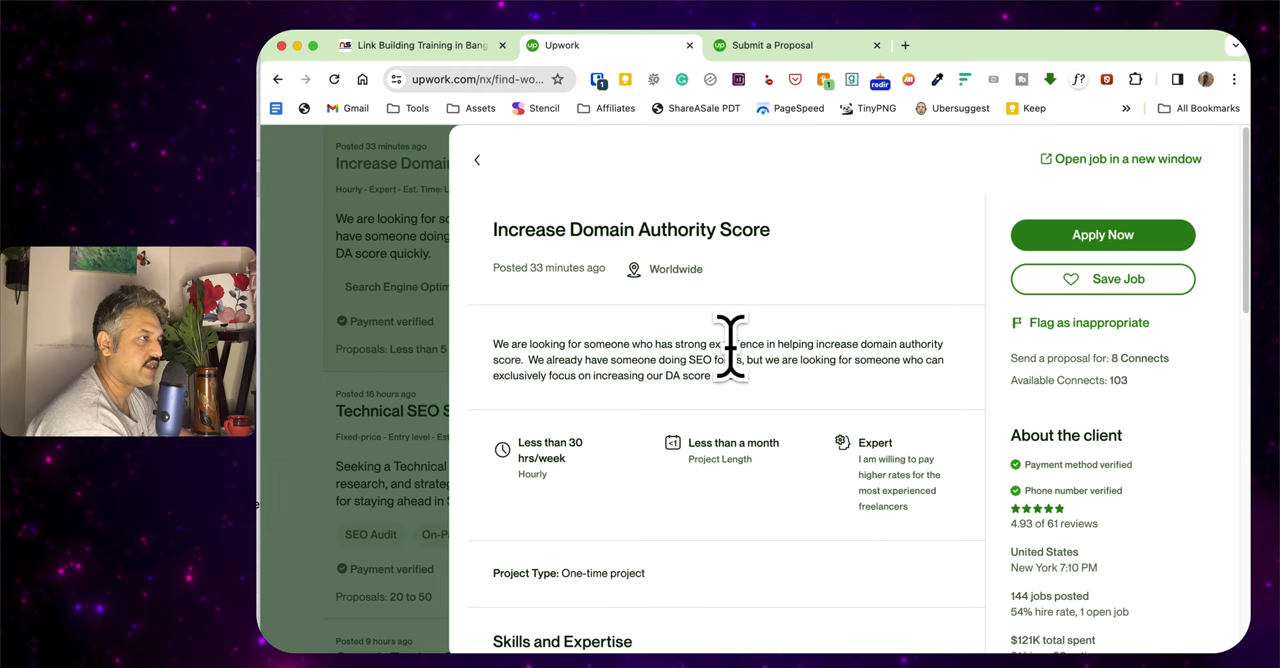 Link Building Training in Bang
Upwork
Submit a Proposal
upwork.com/nx/find-wo...
Gmail
Tools
Assets
Stencil
Affiliates
ShareASale PDT
PageSpeed
TinyPNG
Ubersuggest
Keep
All Bookmarks
Posted 33 minutes ago
Increase Domai
Hourly - Expert - Est. Time: L
We are looking for so
have someone doing
DA score quickly.
Search Engine Optim
Payment verified
Proposals: Less than 5
Posted 16 hours ago
Technical SEO S
Fixed-price - Entry level - Est
Seeking a Technical
research, and strateg
for staying ahead in S
SEO Audit
On-P
Payment verified
Proposals: 20 to 50
Posted 9 hours ago
Open job in a new window
Increase Domain Authority Score
Posted 33 minutes ago
Worldwide
We are looking for someone who has strong ex ence in helping increase domain authority
score. We already have someone doing SEO fo s, but we are looking for someone who can
exclusively focus on increasing our DA score
Less than 30
hrs/week
Hourly
Less than a month
Project Length
Expert
I am willing to pay
higher rates for the
most experienced
freelancers
Project Type: One-time project
Skills and Expertise
Apply Now
Save Job
Flag as inappropriate
Send a proposal for: 8 Connects
Available Connects: 103
About the client
Payment method verified
Phone number verified
4.93 of 61 reviews
United States
New York 7:10 PM
144 jobs posted
54% hire rate, 1 open job
$121K total spent